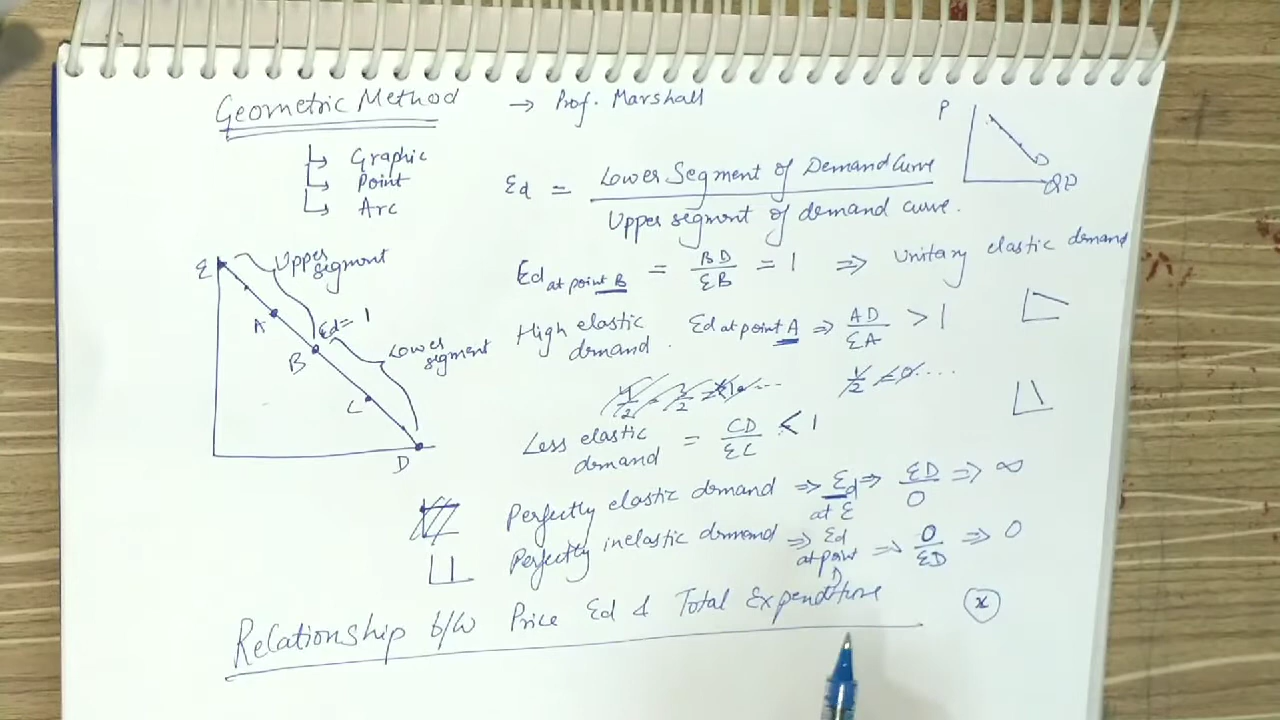 Geometric Method → Prof. Marshall
↳ Graphic
↳ Point
↳ Arc
Ed = Lower Segment of Demand Curve
Upper segment of demand curve.
P
D
QD
E
Upper segment
A
Ed = 1
B
Lower segment
C
D
Ed at point B = BD/EB = 1 ⇒ Unitary elastic demand
High elastic demand. Ed at point A ⇒ AD/EA > 1
Less elastic demand = CD/EC < 1
Perfectly elastic demand ⇒ Ed at E ⇒ ED/0 ⇒ ∞
Perfectly inelastic demand ⇒ Ed at point D ⇒ 0/ED ⇒ 0
Relationship b/w Price Ed & Total Expenditure
x